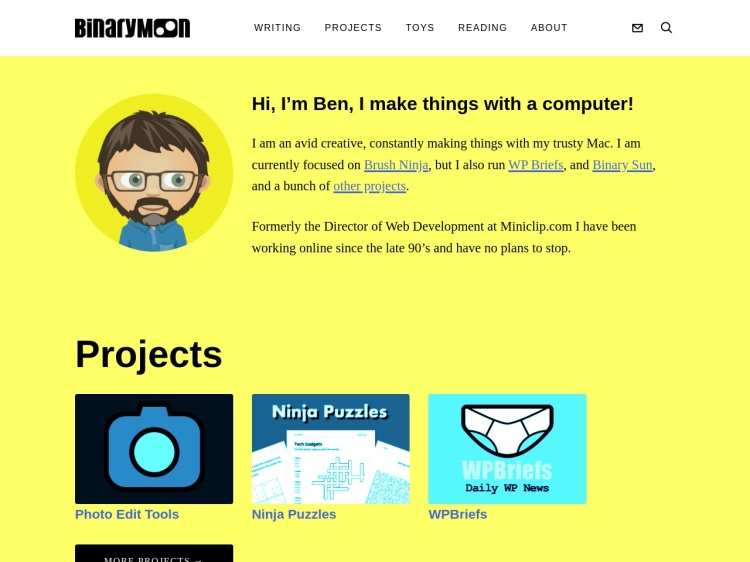 BinaryMoon
WRITING PROJECTS TOYS READING ABOUT
Hi, I’m Ben, I make things with a computer!
I am an avid creative, constantly making things with my trusty Mac. I am
currently focused on Brush Ninja, but I also run WP Briefs, and Binary Sun,
and a bunch of other projects.
Formerly the Director of Web Development at Miniclip.com I have been
working online since the late 90’s and have no plans to stop.
Projects
Ninja Puzzles
Tech Gadgets
WPBriefs
Daily WP News
Photo Edit Tools
Ninja Puzzles
WPBriefs
MORE PROJECTS →